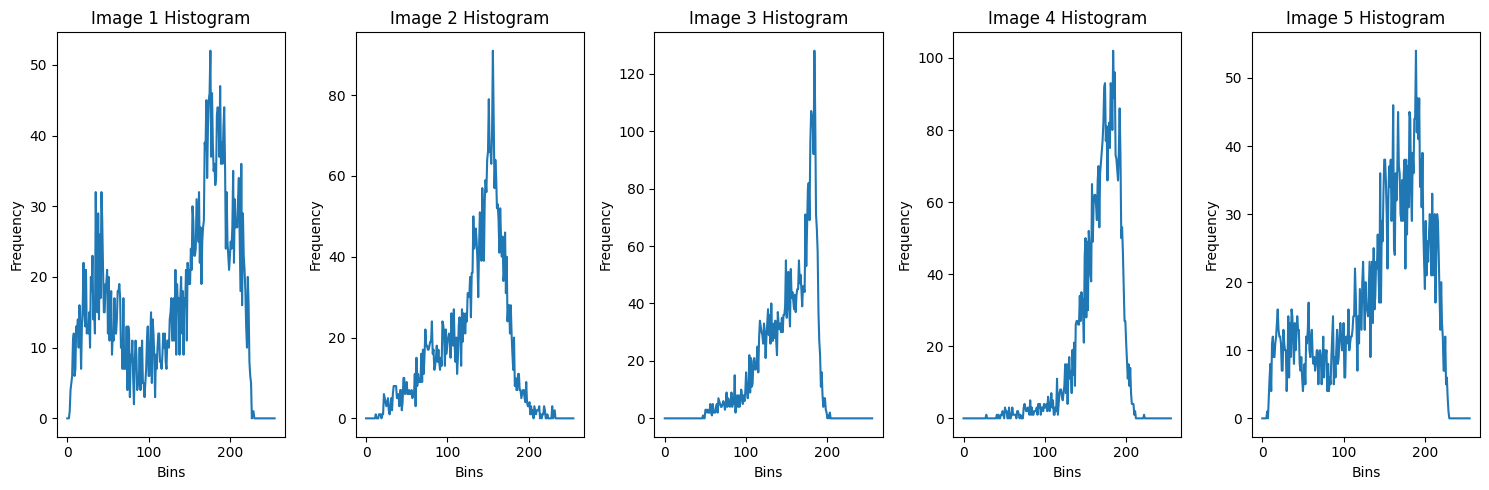 Image 1 Histogram
Frequency
50
40
30
20
10
0
0 100 200
Bins
Image 2 Histogram
Frequency
80
60
40
20
0
0 100 200
Bins
Image 3 Histogram
Frequency
120
100
80
60
40
20
0
0 100 200
Bins
Image 4 Histogram
Frequency
100
80
60
40
20
0
0 100 200
Bins
Image 5 Histogram
Frequency
50
40
30
20
10
0
0 100 200
Bins